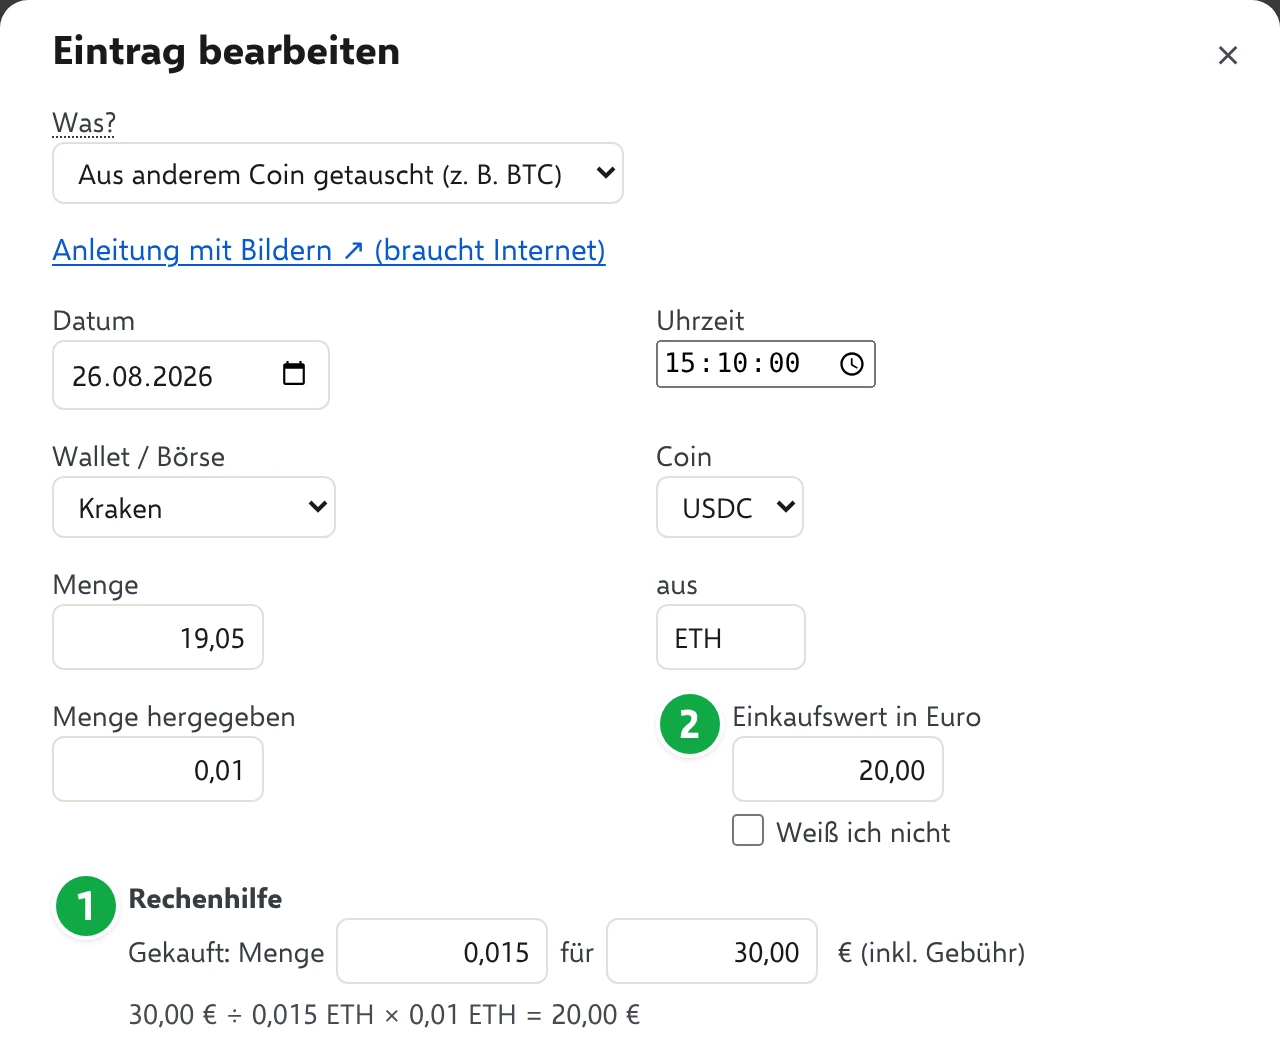 Eintrag bearbeiten
Was?
Aus anderem Coin getauscht (z. B. BTC)
Anleitung mit Bildern ↗ (braucht Internet)
Datum
26.08.2026
Uhrzeit
15:10:00
Wallet / Börse
Kraken
Coin
USDC
Menge
19,05
aus
ETH
Menge hergegeben
0,01
2
Einkaufswert in Euro
20,00
Weiß ich nicht
1
Rechenhilfe
Gekauft: Menge 0,015 für 30,00 € (inkl. Gebühr)
30,00 € ÷ 0,015 ETH × 0,01 ETH = 20,00 €